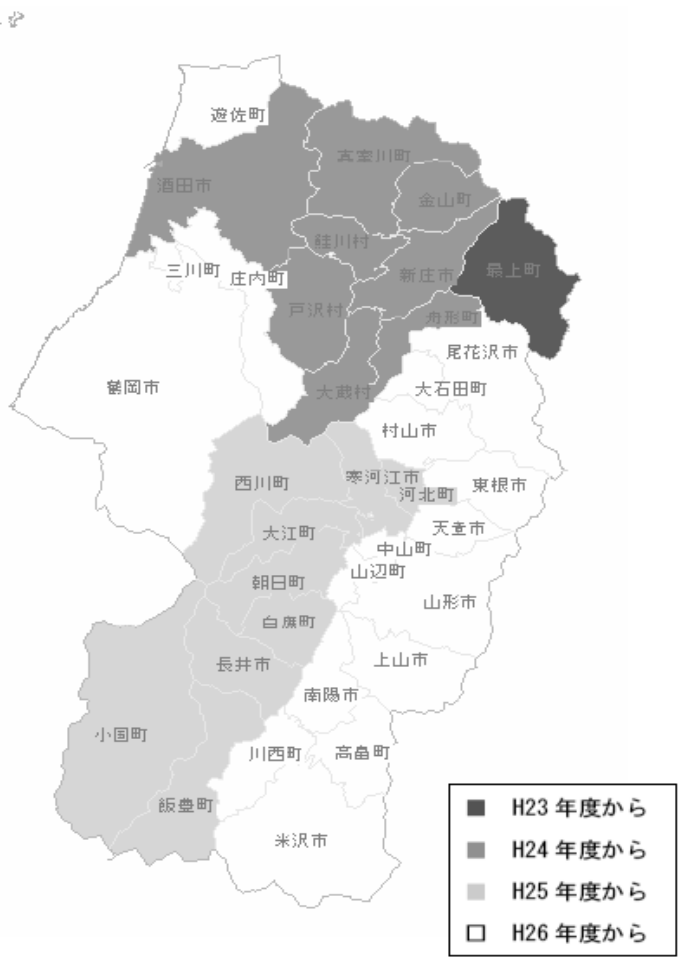 遊佐町
真室川町
酒田市
金山町
鮭川村
三川町
庄内町
新庄市
最上町
戸沢村
舟形町
尾花沢市
鶴岡市
大蔵村
大石田町
村山市
西川町
寒河江市
河北町
東根市
大江町
天童市
中山町
朝日町
山辺町
山形市
白鷹町
長井市
上山市
南陽市
小国町
川西町
高畠町
飯豊町
米沢市
H23 年度から
H24 年度から
H25 年度から
H26 年度から